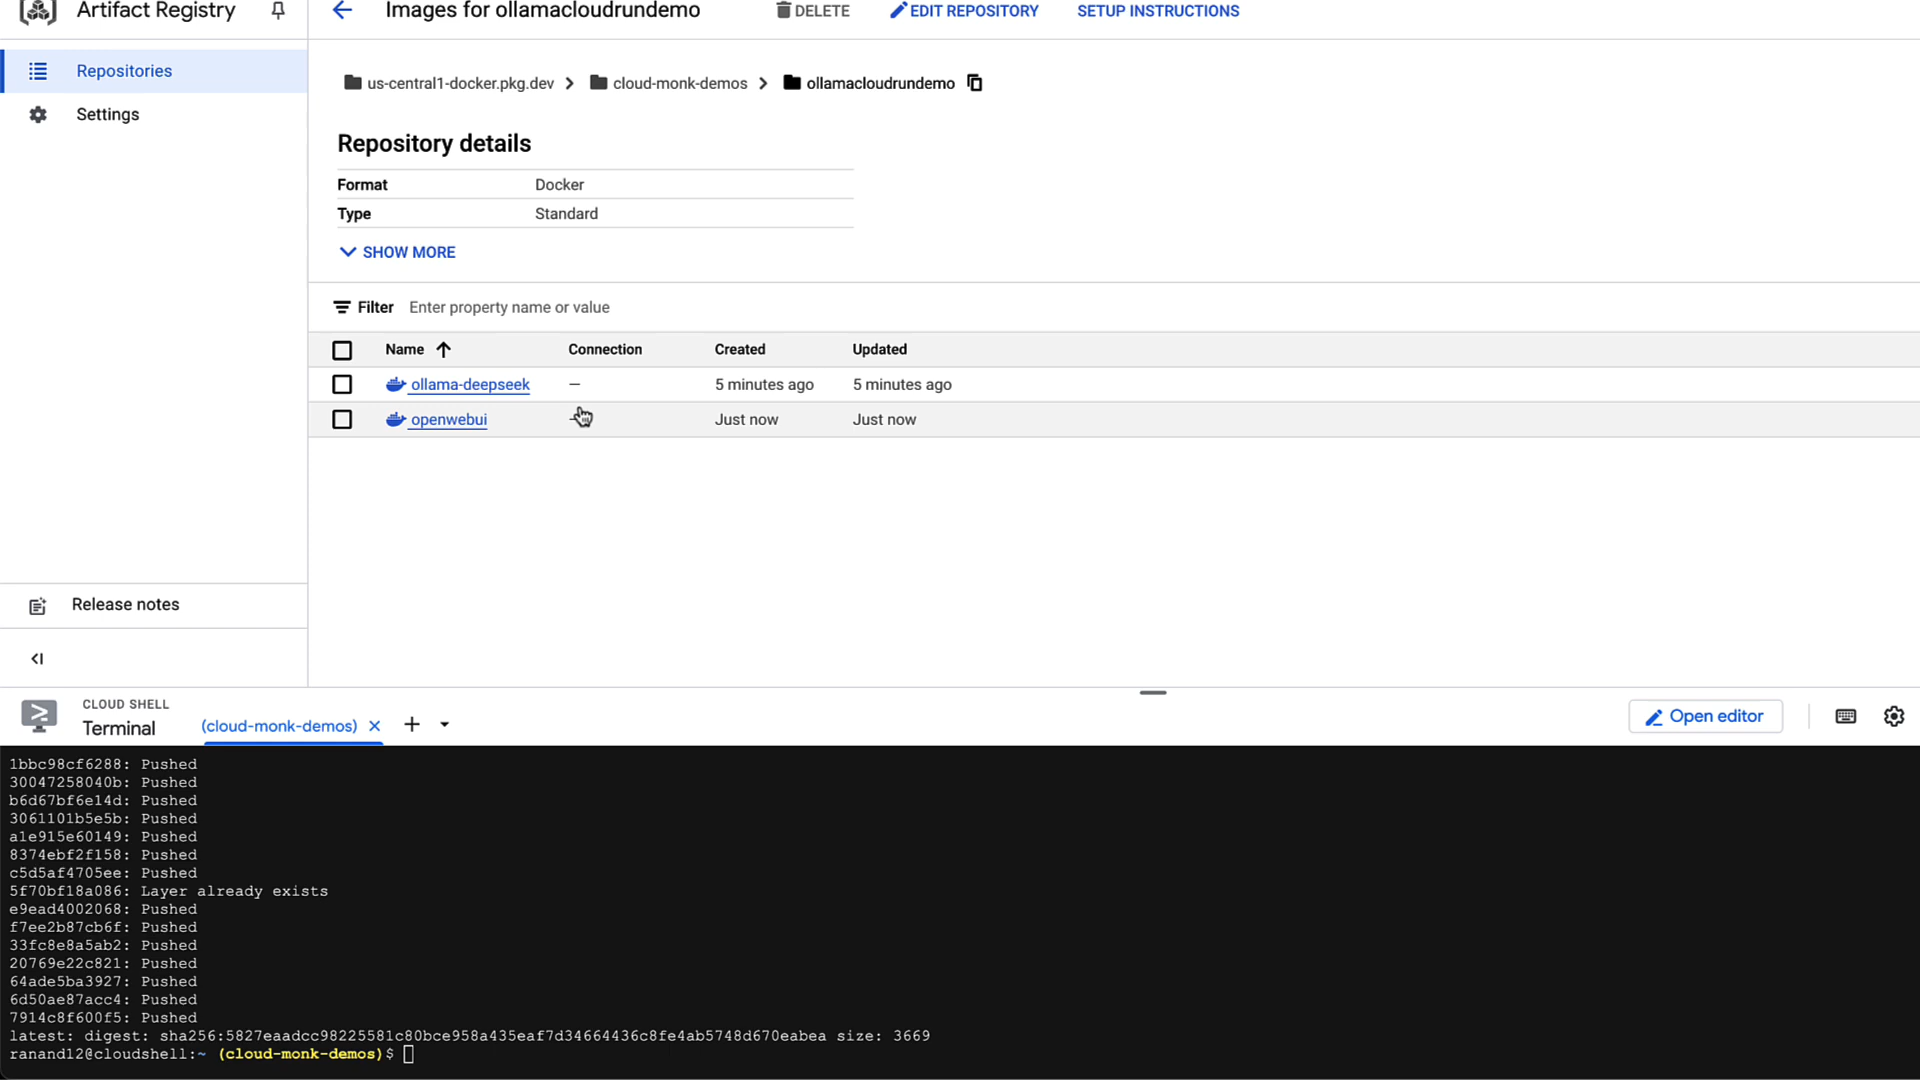 Artifact Registry
Images for ollamacloudrundemo
DELETE
EDIT REPOSITORY
SETUP INSTRUCTIONS
Repositories
Settings
us-central1-docker.pkg.dev
cloud-monk-demos
ollamacloudrundemo
Repository details
Format Docker
Type Standard
SHOW MORE
Filter Enter property name or value
Name Connection Created Updated
ollama-deepseek — 5 minutes ago 5 minutes ago
openwebui Just now Just now
Release notes
CLOUD SHELL
Terminal
(cloud-monk-demos)
Open editor
1bbc98cf6288: Pushed
30047258040b: Pushed
b6d67bf6e14d: Pushed
3061101b5e5b: Pushed
a1e915e60149: Pushed
8374ebf2f158: Pushed
c5d5af4705ee: Pushed
5f70bf18a086: Layer already exists
e9ead4002068: Pushed
f7ee2b87cb6f: Pushed
33fc8e8a5ab2: Pushed
20769e22c821: Pushed
64ade5ba3927: Pushed
6d50ae87acc4: Pushed
7914c8f600f5: Pushed
latest: digest: sha256:5827eaadcc98225581c80bce958a435eaf7d34664436c8fe4ab5748d670eabea size: 3669
ranand12@cloudshell:~ (cloud-monk-demos)$